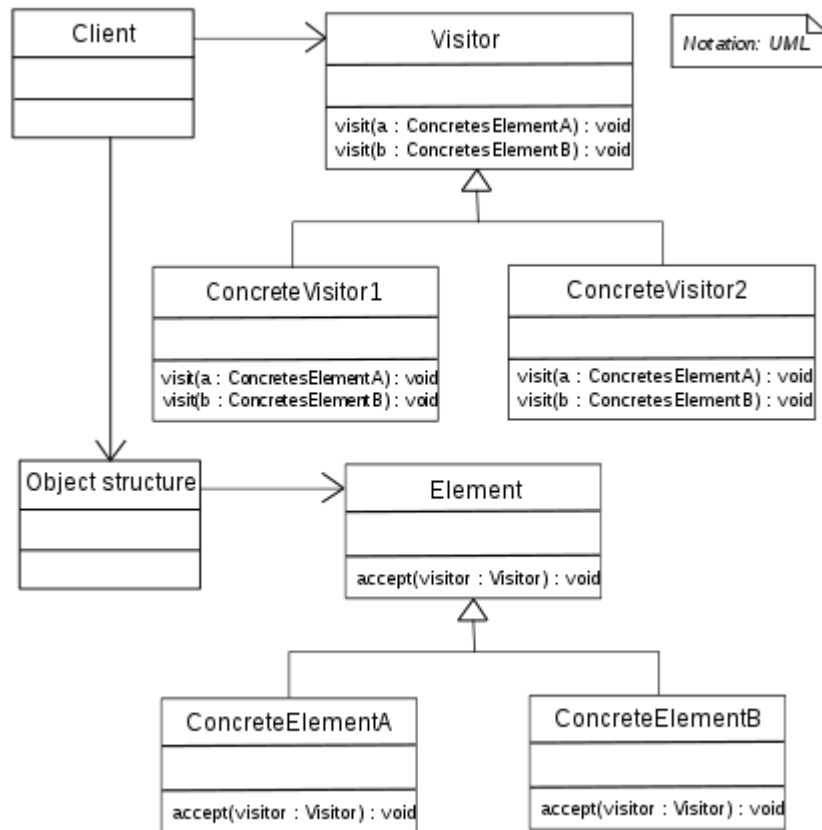 Client
Visitor
Notation: UML
visit(a : ConcretesElementA) : void
visit(b : ConcretesElementB) : void
ConcreteVisitor1
ConcreteVisitor2
visit(a : ConcretesElementA) : void
visit(b : ConcretesElementB) : void
visit(a : ConcretesElementA) : void
visit(b : ConcretesElementB) : void
Object structure
Element
accept(visitor : Visitor) : void
ConcreteElementA
ConcreteElementB
accept(visitor : Visitor) : void
accept(visitor : Visitor) : void